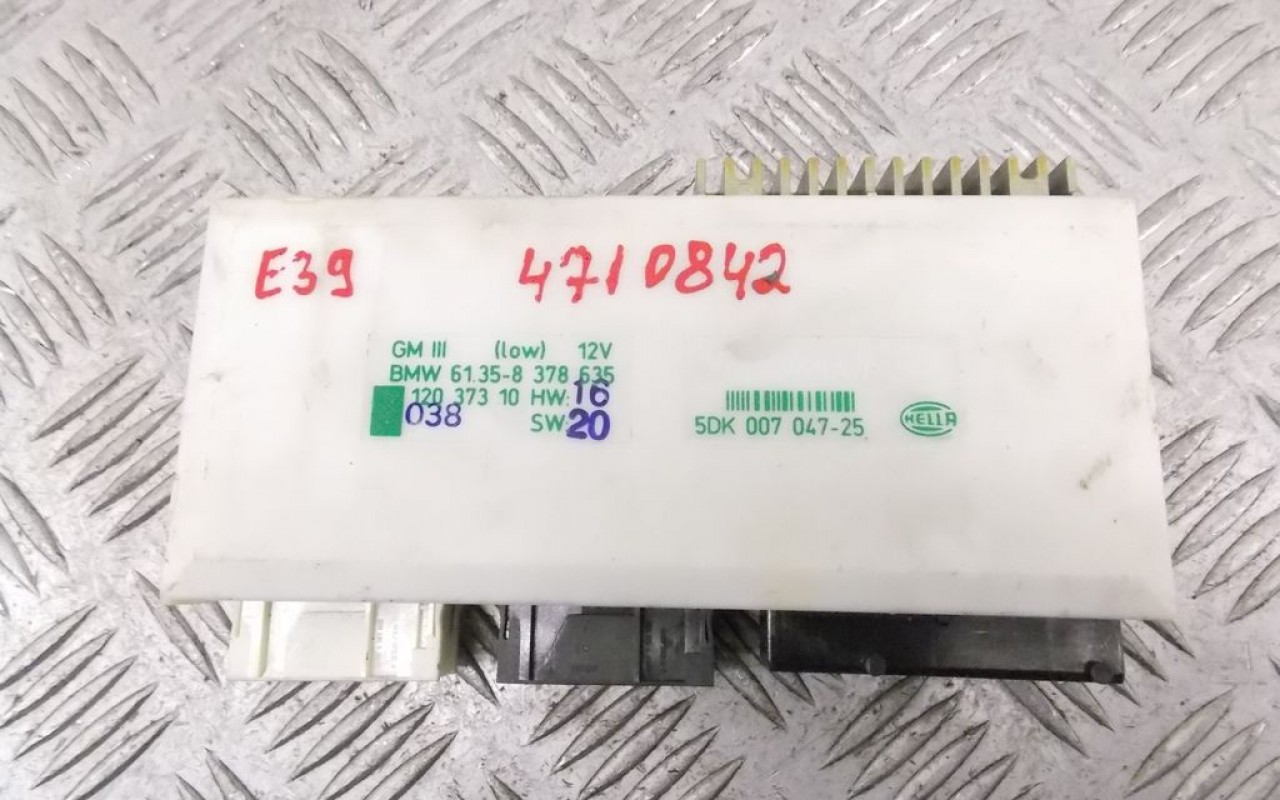 E39 4710842
GM III (low) 12V
BMW 61.35-8 378 635
120 373 10 HW: 16
038 SW: 20
5DK 007 047-25
HELLA